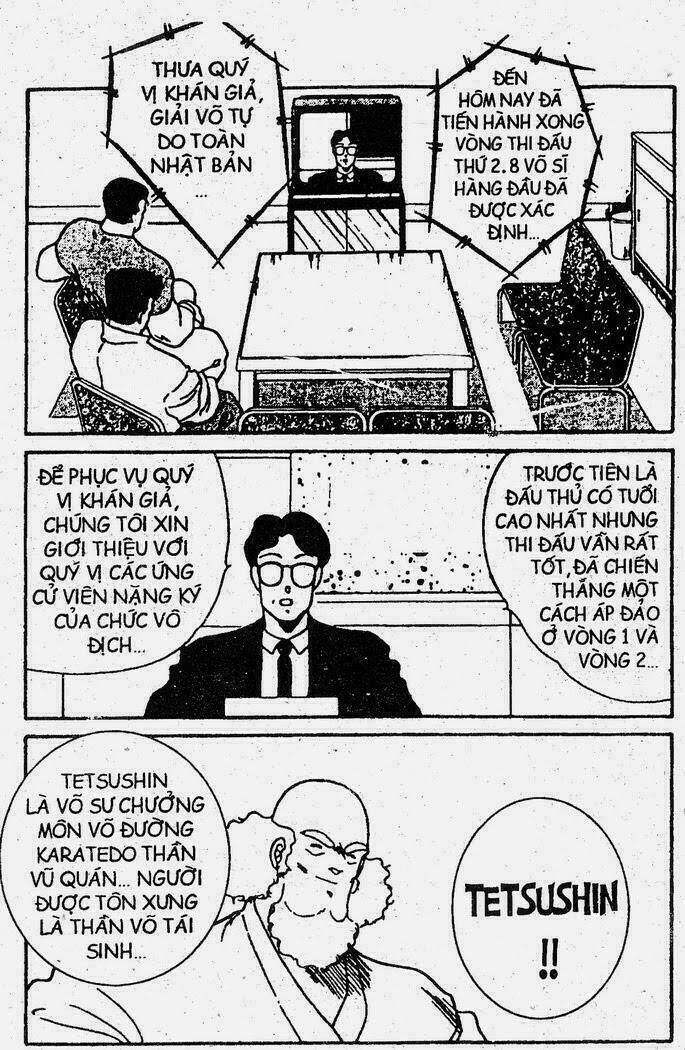 THƯA QUÝ
VỊ KHÁN GIẢ,
GIẢI VÕ TỰ
DO TOÀN
NHẬT BẢN
...
ĐẾN
HÔM NAY ĐÃ
TIẾN HÀNH XONG
VÒNG THI ĐẤU
THỨ 2.8 VÕ SĨ
HÀNG ĐẦU ĐÃ
ĐƯỢC XÁC
ĐỊNH...
ĐỂ PHỤC VỤ QUÝ
VỊ KHÁN GIẢ,
CHÚNG TÔI XIN
GIỚI THIỆU VỚI
QUÝ VỊ CÁC ỨNG
CỬ VIÊN NẶNG KÝ
CỦA CHỨC VÔ
ĐỊCH...
TRƯỚC TIÊN LÀ
ĐẤU THỦ CÓ TUỔI
CAO NHẤT NHƯNG
THI ĐẤU VẪN RẤT
TỐT, ĐÃ CHIẾN
THẮNG MỘT
CÁCH ÁP ĐẢO
Ở VÒNG 1 VÀ
VÒNG 2...
TETSUSHIN
LÀ VÕ SƯ CHƯỞNG
MÔN VÕ ĐƯỜNG
KARATEDO THẦN
VŨ QUÁN... NGƯỜI
ĐƯỢC TÔN XƯNG
LÀ THẦN VÕ TÁI
SINH...
TETSUSHIN
!!